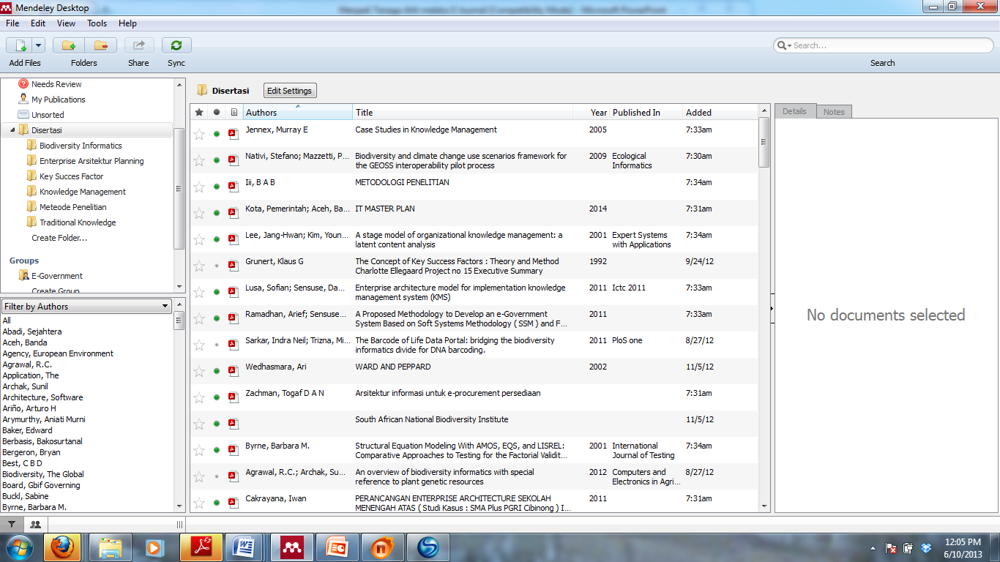 Mendeley Desktop
File Edit View Tools Help
Add Files Folders Share Sync
Search...
Search
Needs Review
My Publications
Unsorted
Disertasi
Biodiversity Informatics
Enterprise Arsitektur Planning
Key Succes Factor
Knowledge Management
Meteode Penelitian
Traditional Knowledge
Create Folder...
Groups
E-Government
Create Group
Filter by Authors
All
Abadi, Sejahtera
Aceh, Banda
Agency, European Environment
Agrawal, R.C.
Application, The
Archak, Sunil
Architecture, Software
Ariño, Arturo H
Arymurthy, Aniati Murni
Baker, Edward
Berbasis, Bakosurtanal
Bergeron, Bryan
Best, C B D
Biodiversity, The Global
Board, Gbif Governing
Buckl, Sabine
Byrne, Barbara M.
Disertasi Edit Settings
Authors Title Year Published In Added
Jennex, Murray E Case Studies in Knowledge Management 2005 7:33am
Nativi, Stefano; Mazzetti, P... Biodiversity and climate change use scenarios framework for 2009 Ecological 7:30am
the GEOSS interoperability pilot process Informatics
Iii, B A B METODOLOGI PENELITIAN 7:34am
Kota, Pemerintah; Aceh, Ba... IT MASTER PLAN 2014 7:31am
Lee, Jang-Hwan; Kim, Youn... A stage model of organizational knowledge management: a 2001 Expert Systems 7:34am
latent content analysis with Applications
Grunert, Klaus G The Concept of Key Success Factors : Theory and Method 1992 9/24/12
Charlotte Ellegaard Project no 15 Executive Summary
Lusa, Sofian; Sensuse, Da... Enterprise architecture model for implementation knowledge 2011 Ictc 2011 7:33am
management system (KMS)
Ramadhan, Arief; Sensuse... A Proposed Methodology to Develop an e-Government 2011 7:33am
System Based on Soft Systems Methodology ( SSM ) and F...
Sarkar, Indra Neil; Trizna, Mi... The Barcode of Life Data Portal: bridging the biodiversity 2011 PloS one 8/27/12
informatics divide for DNA barcoding.
Wedhasmara, Ari WARD AND PEPPARD 2002 11/5/12
Zachman, Togaf D A N Arsitektur informasi untuk e-procurement persediaan 7:31am
South African National Biodiversity Institute 11/5/12
Byrne, Barbara M. Structural Equation Modeling With AMOS, EQS, and LISREL: 2001 International 7:34am
Comparative Approaches to Testing for the Factorial Validit... Journal of Testing
Agrawal, R.C.; Archak, Su... An overview of biodiversity informatics with special 2012 Computers and 8/27/12
reference to plant genetic resources Electronics in Agri...
Cakrayana, Iwan PERANCANGAN ENTERPRISE ARCHITECTURE SEKOLAH 2011 7:31am
MENENGAH ATAS ( Studi Kasus : SMA Plus PGRI Cibinong ) I...
Details Notes
No documents selected
12:05 PM
6/10/2013